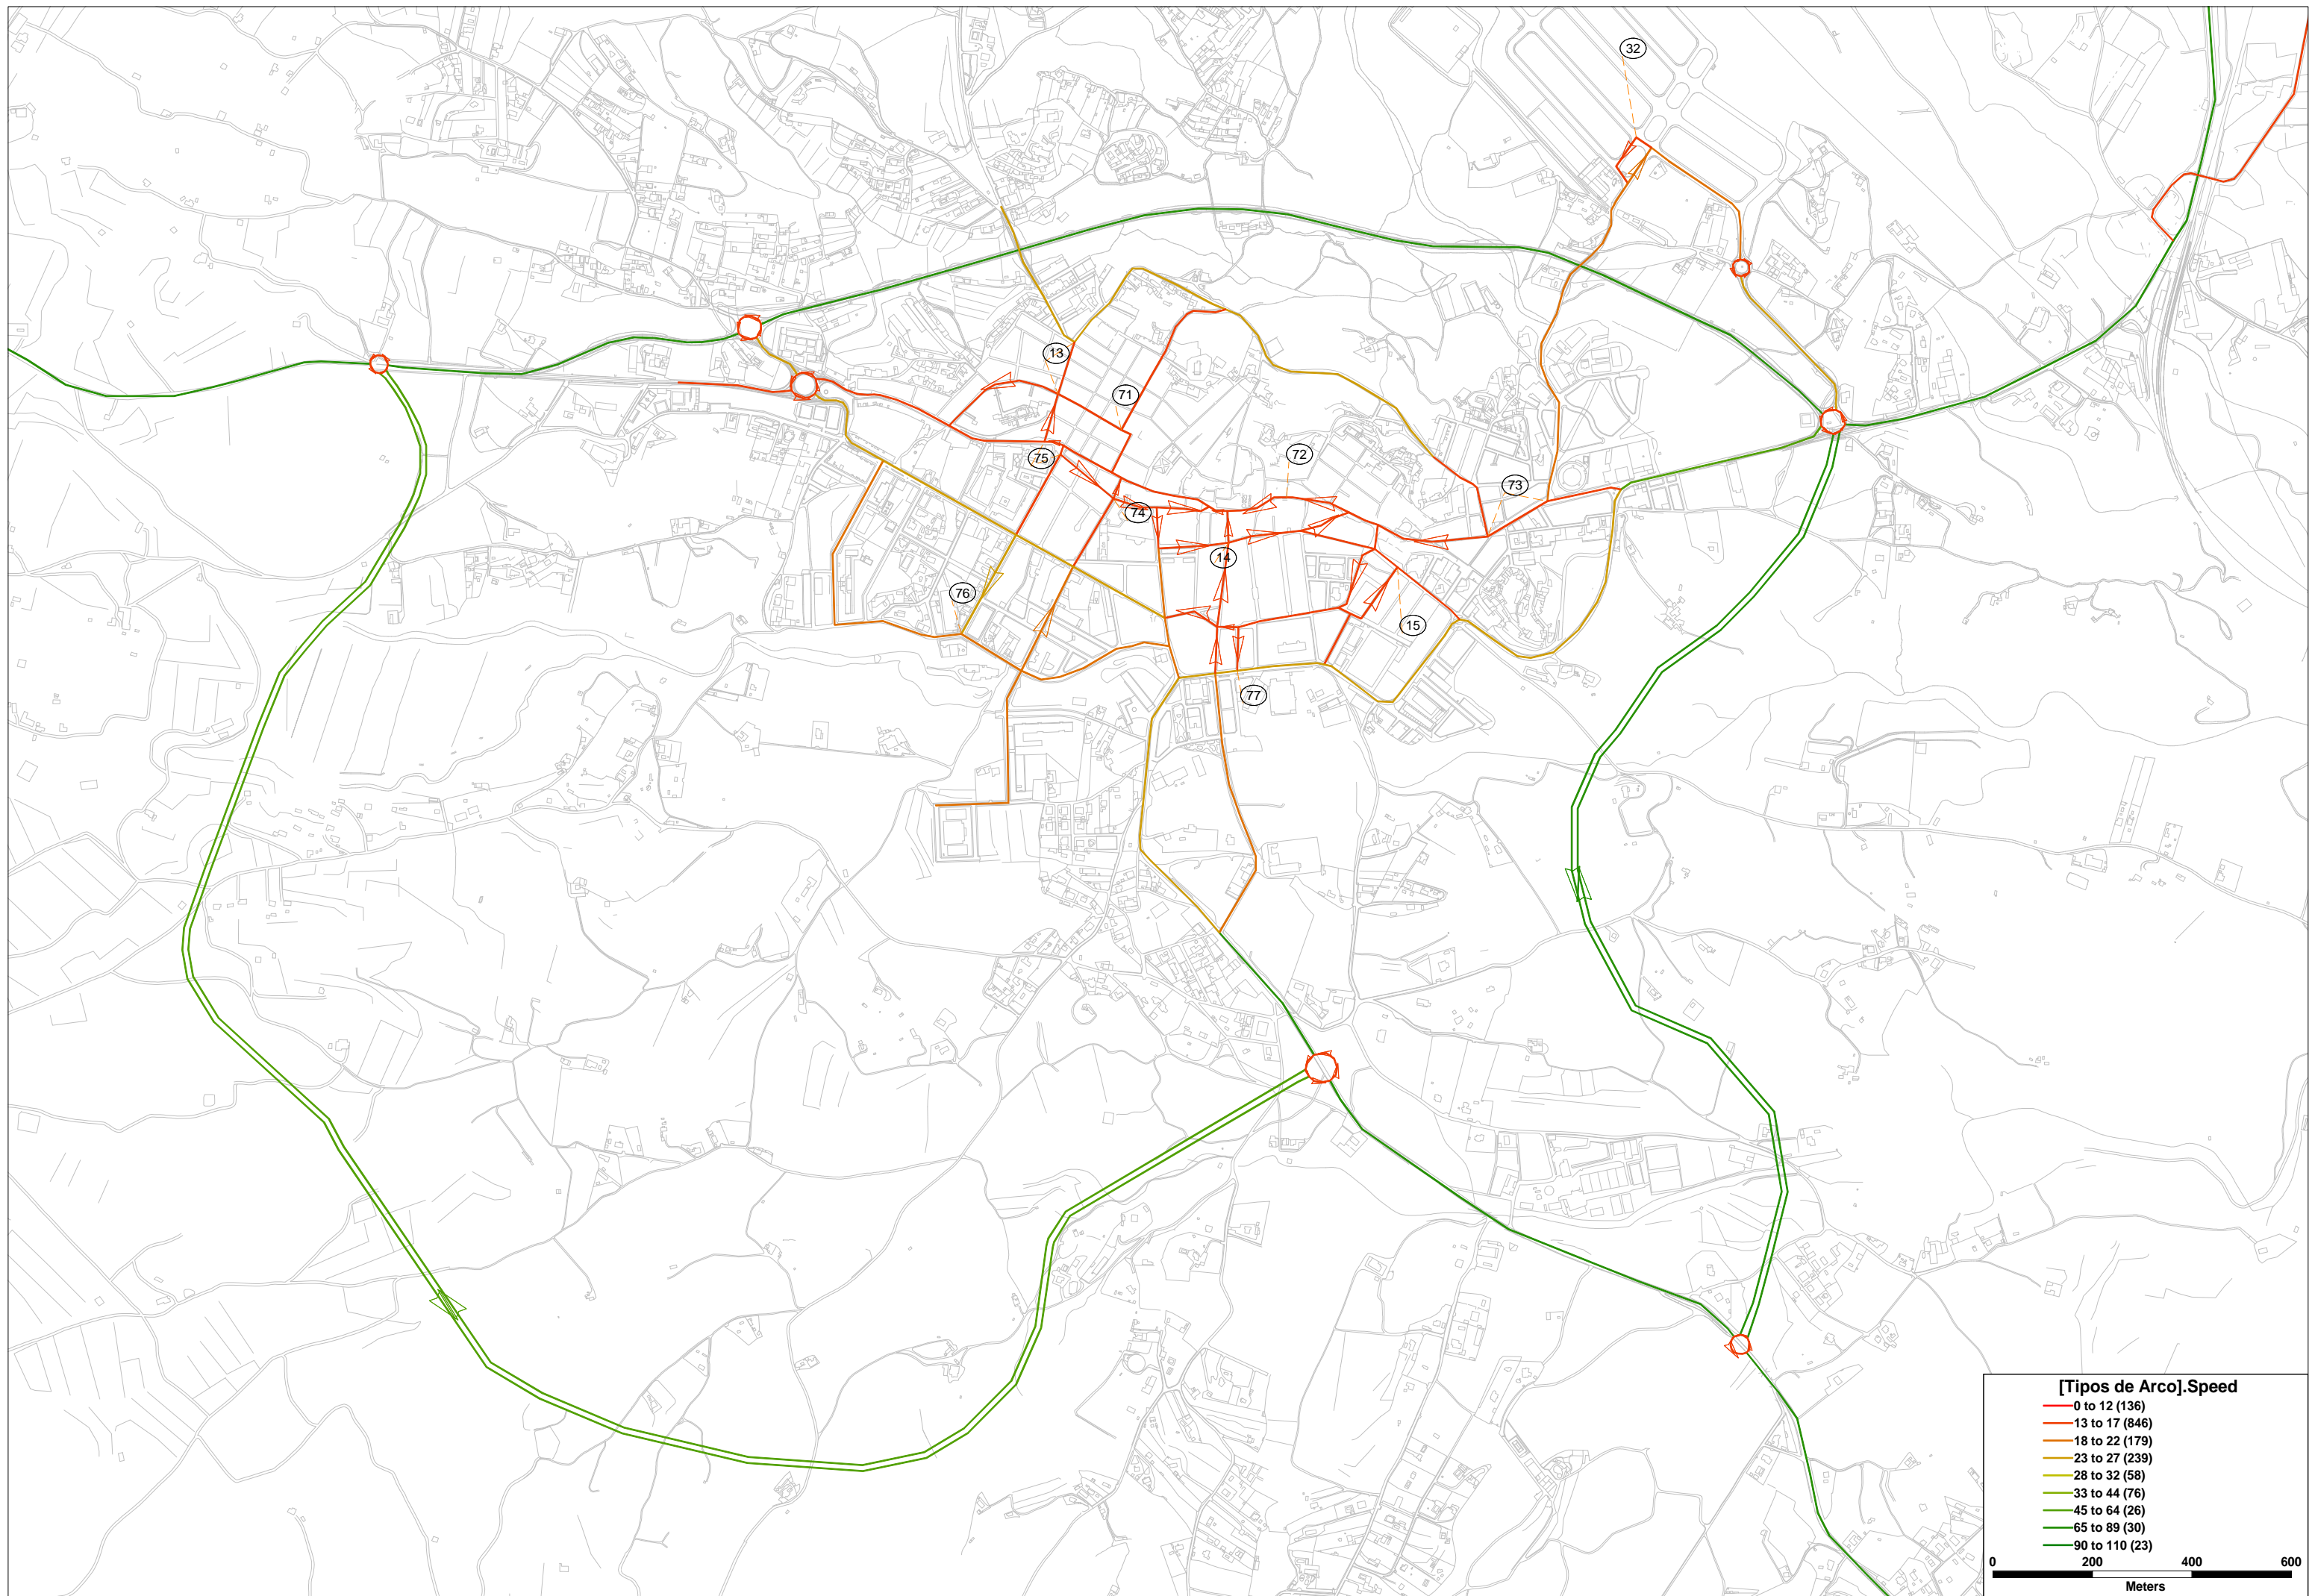 32
13
71
72
75
73
74
14
76
15
77
[Tipos de Arco].Speed
0 to 12 (136)
13 to 17 (846)
18 to 22 (179)
23 to 27 (239)
28 to 32 (58)
33 to 44 (76)
45 to 64 (26)
65 to 89 (30)
90 to 110 (23)
0 200 400 600
Meters